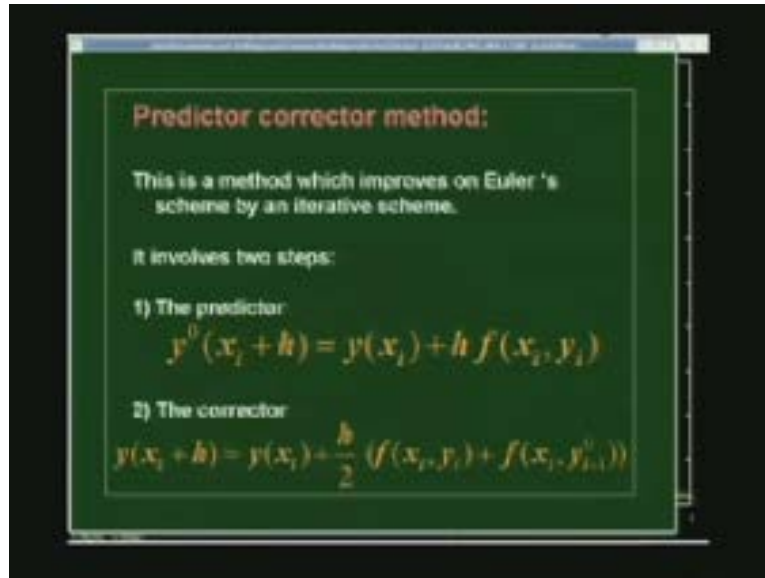 Predictor corrector method:
This is a method which improves on Euler 's
scheme by an iterative scheme.
It involves two steps:
1) The predictor
y⁰(xᵢ + h) = y(xᵢ) + h f(xᵢ, yᵢ)
2) The corrector
y(xᵢ + h) = y(xᵢ) + h/2 (f(xᵢ, yᵢ) + f(xᵢ, y⁰ᵢ₊₁))